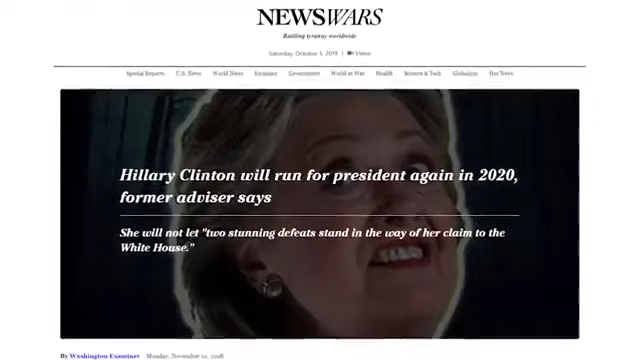 NEWSWARS
Battling tyranny worldwide
Saturday, October 5, 2019 | Video
Special Reports U.S. News World News Economy Government World at War Health Science & Tech Globalism Hot News
Hillary Clinton will run for president again in 2020,
former adviser says
She will not let "two stunning defeats stand in the way of her claim to the
White House."
By Washington Examiner Monday, November 2018